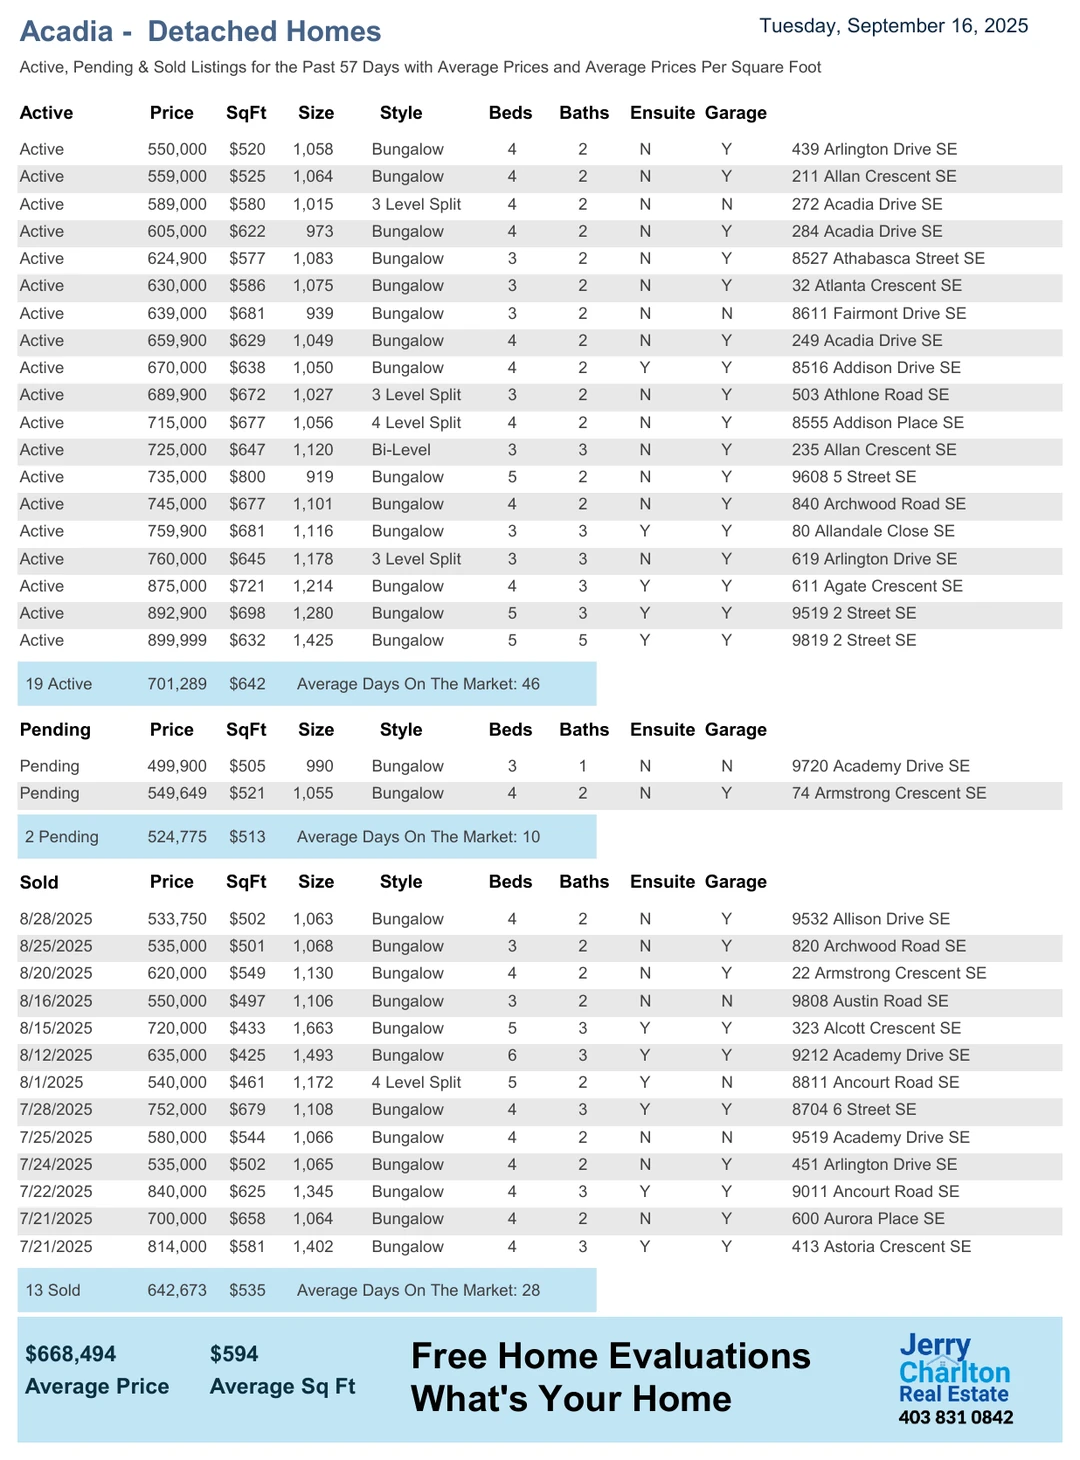 Acadia - Detached Homes
Tuesday, September 16, 2025
Active, Pending & Sold Listings for the Past 57 Days with Average Prices and Average Prices Per Square Foot
Active Price SqFt Size Style Beds Baths Ensuite Garage
Active 550,000 $520 1,058 Bungalow 4 2 N Y 439 Arlington Drive SE
Active 559,000 $525 1,064 Bungalow 4 2 N Y 211 Allan Crescent SE
Active 589,000 $580 1,015 3 Level Split 4 2 N N 272 Acadia Drive SE
Active 605,000 $622 973 Bungalow 4 2 N Y 284 Acadia Drive SE
Active 624,900 $577 1,083 Bungalow 3 2 N Y 8527 Athabasca Street SE
Active 630,000 $586 1,075 Bungalow 3 2 N Y 32 Atlanta Crescent SE
Active 639,000 $681 939 Bungalow 3 2 N N 8611 Fairmont Drive SE
Active 659,900 $629 1,049 Bungalow 4 2 N Y 249 Acadia Drive SE
Active 670,000 $638 1,050 Bungalow 4 2 Y Y 8516 Addison Drive SE
Active 689,900 $672 1,027 3 Level Split 3 2 N Y 503 Athlone Road SE
Active 715,000 $677 1,056 4 Level Split 4 2 N Y 8555 Addison Place SE
Active 725,000 $647 1,120 Bi-Level 3 3 N Y 235 Allan Crescent SE
Active 735,000 $800 919 Bungalow 5 2 N Y 9608 5 Street SE
Active 745,000 $677 1,101 Bungalow 4 2 N Y 840 Archwood Road SE
Active 759,900 $681 1,116 Bungalow 3 3 Y Y 80 Allandale Close SE
Active 760,000 $645 1,178 3 Level Split 3 3 N Y 619 Arlington Drive SE
Active 875,000 $721 1,214 Bungalow 4 3 Y Y 611 Agate Crescent SE
Active 892,900 $698 1,280 Bungalow 5 3 Y Y 9519 2 Street SE
Active 899,999 $632 1,425 Bungalow 5 5 Y Y 9819 2 Street SE
19 Active 701,289 $642 Average Days On The Market: 46
Pending Price SqFt Size Style Beds Baths Ensuite Garage
Pending 499,900 $505 990 Bungalow 3 1 N N 9720 Academy Drive SE
Pending 549,649 $521 1,055 Bungalow 4 2 N Y 74 Armstrong Crescent SE
2 Pending 524,775 $513 Average Days On The Market: 10
Sold Price SqFt Size Style Beds Baths Ensuite Garage
8/28/2025 533,750 $502 1,063 Bungalow 4 2 N Y 9532 Allison Drive SE
8/25/2025 535,000 $501 1,068 Bungalow 3 2 N Y 820 Archwood Road SE
8/20/2025 620,000 $549 1,130 Bungalow 4 2 N Y 22 Armstrong Crescent SE
8/16/2025 550,000 $497 1,106 Bungalow 3 2 N N 9808 Austin Road SE
8/15/2025 720,000 $433 1,663 Bungalow 5 3 Y Y 323 Alcott Crescent SE
8/12/2025 635,000 $425 1,493 Bungalow 6 3 Y Y 9212 Academy Drive SE
8/1/2025 540,000 $461 1,172 4 Level Split 5 2 Y N 8811 Ancourt Road SE
7/28/2025 752,000 $679 1,108 Bungalow 4 3 Y Y 8704 6 Street SE
7/25/2025 580,000 $544 1,066 Bungalow 4 2 N N 9519 Academy Drive SE
7/24/2025 535,000 $502 1,065 Bungalow 4 2 N Y 451 Arlington Drive SE
7/22/2025 840,000 $625 1,345 Bungalow 4 3 Y Y 9011 Ancourt Road SE
7/21/2025 700,000 $658 1,064 Bungalow 4 2 N Y 600 Aurora Place SE
7/21/2025 814,000 $581 1,402 Bungalow 4 3 Y Y 413 Astoria Crescent SE
13 Sold 642,673 $535 Average Days On The Market: 28
$668,494 $594
Average Price Average Sq Ft
Free Home Evaluations
What's Your Home
Jerry
Charlton
Real Estate
403 831 0842